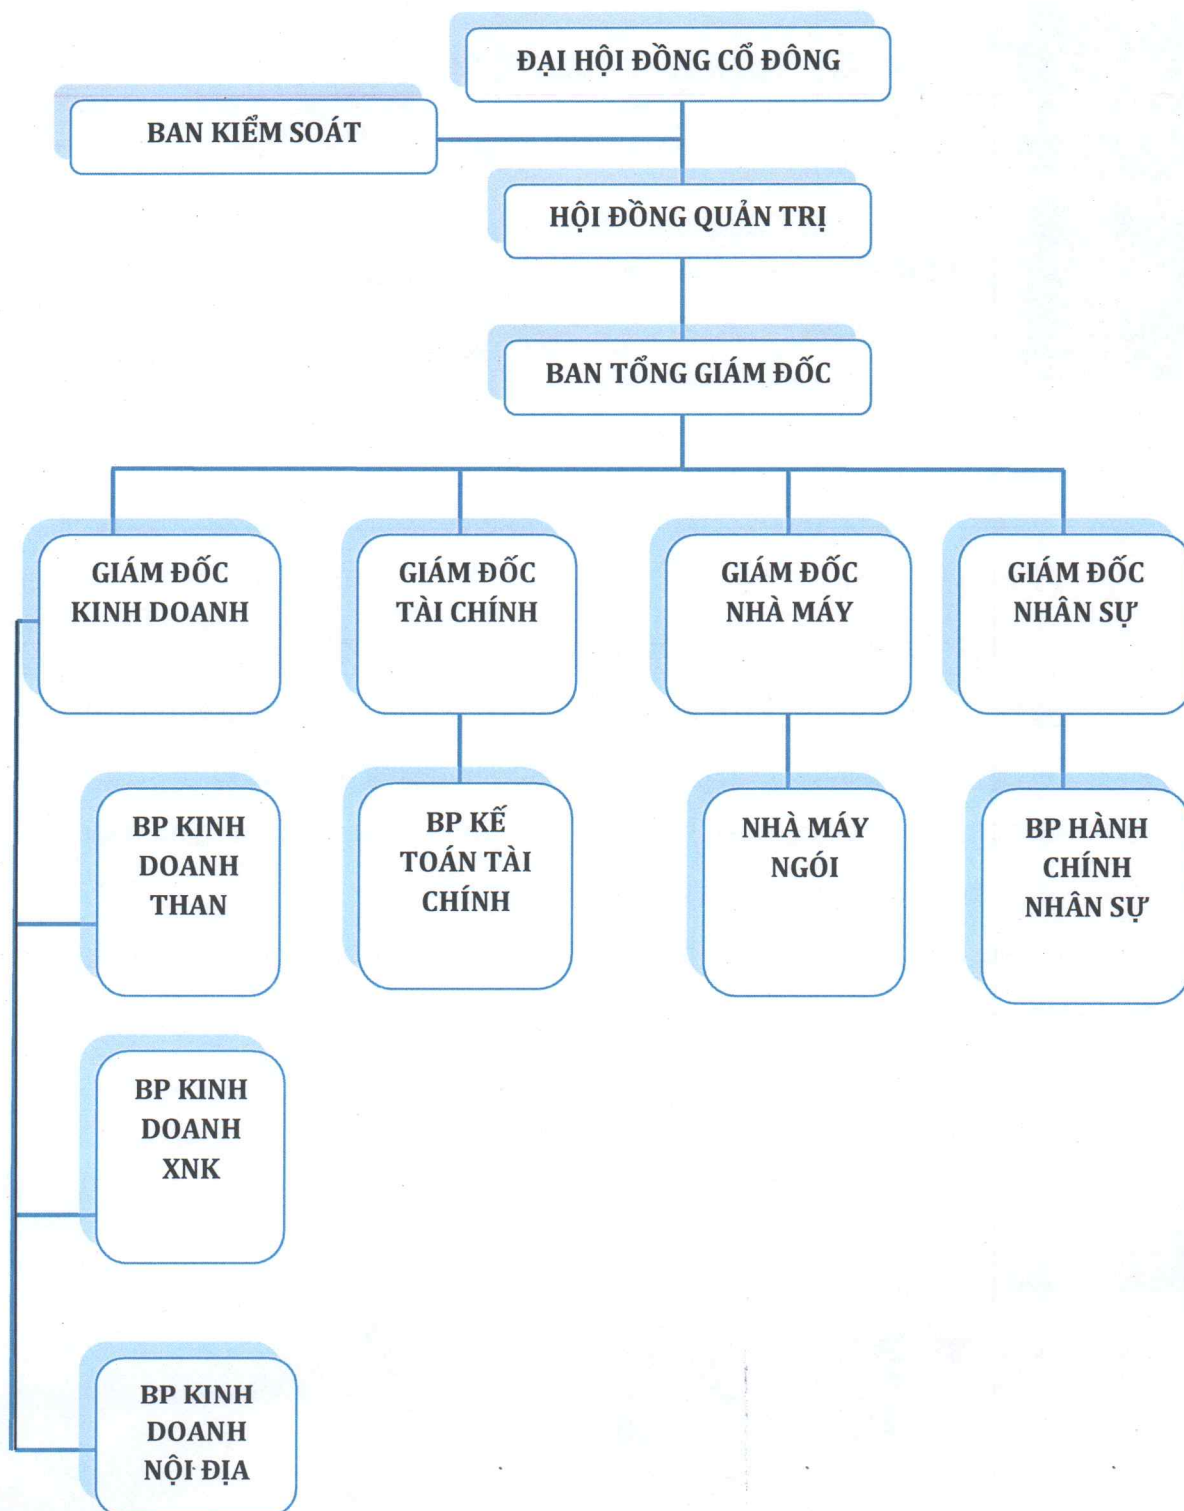 ĐẠI HỘI ĐỒNG CỔ ĐÔNG
BAN KIỂM SOÁT
HỘI ĐỒNG QUẢN TRỊ
BAN TỔNG GIÁM ĐỐC
GIÁM ĐỐC
KINH DOANH
GIÁM ĐỐC
TÀI CHÍNH
GIÁM ĐỐC
NHÀ MÁY
GIÁM ĐỐC
NHÂN SỰ
BP KINH
DOANH
THAN
BP KẾ
TOÁN TÀI
CHÍNH
NHÀ MÁY
NGÓI
BP HÀNH
CHÍNH
NHÂN SỰ
BP KINH
DOANH
XNK
BP KINH
DOANH
NỘI ĐỊA